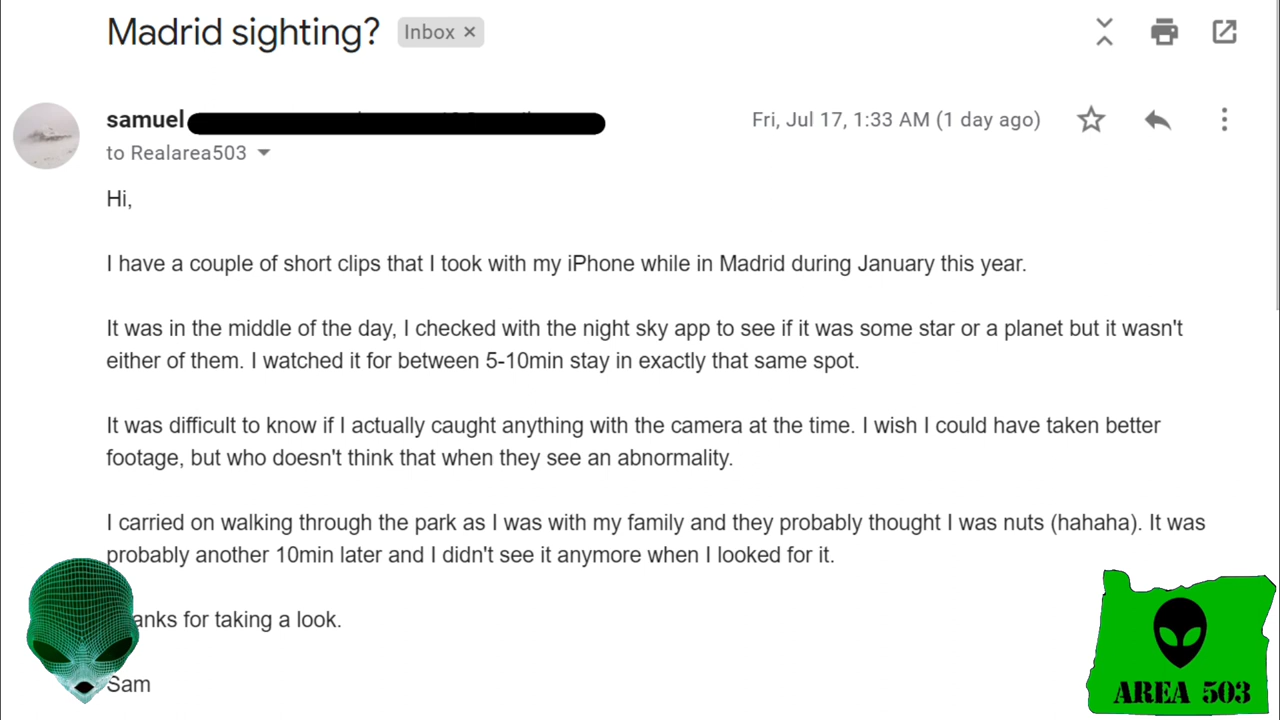 Madrid sighting?
Inbox ×
samuel
Fri, Jul 17, 1:33 AM (1 day ago)
to Realarea503
Hi,
I have a couple of short clips that I took with my iPhone while in Madrid during January this year.
It was in the middle of the day, I checked with the night sky app to see if it was some star or a planet but it wasn't
either of them. I watched it for between 5-10min stay in exactly that same spot.
It was difficult to know if I actually caught anything with the camera at the time. I wish I could have taken better
footage, but who doesn't think that when they see an abnormality.
I carried on walking through the park as I was with my family and they probably thought I was nuts (hahaha). It was
probably another 10min later and I didn't see it anymore when I looked for it.
anks for taking a look.
Sam
AREA 503